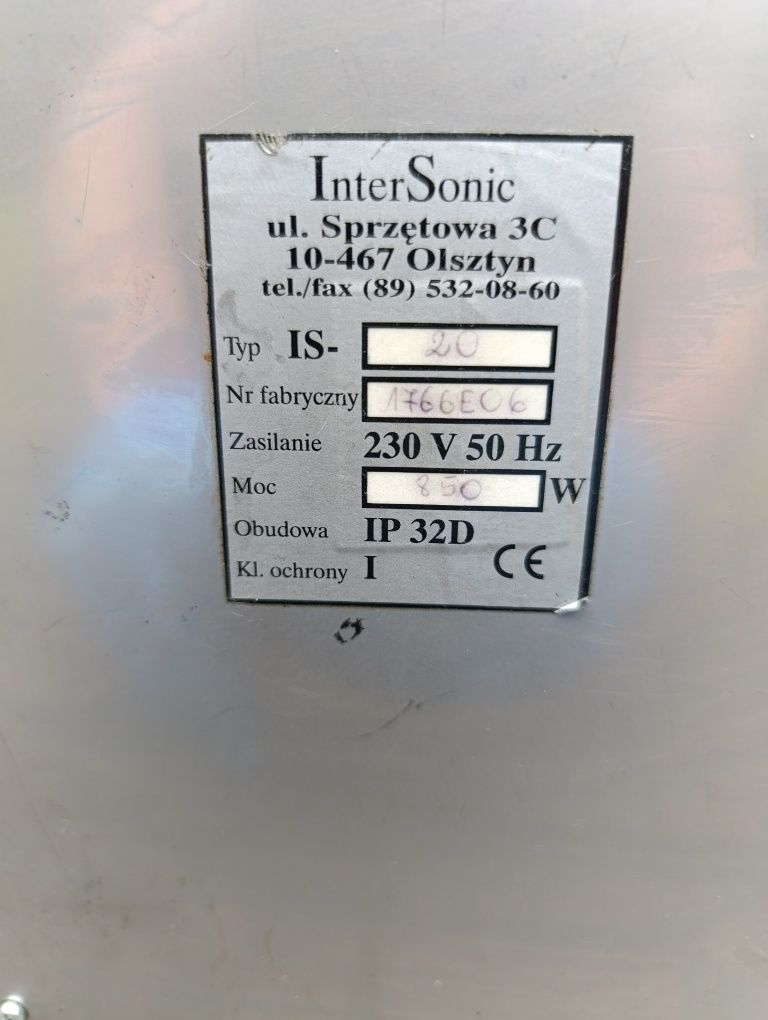 InterSonic
ul. Sprzętowa 3C
10-467 Olsztyn
tel./fax (89) 532-08-60
Typ IS- 20
Nr fabryczny 1766E06
Zasilanie 230 V 50 Hz
Moc 850 W
Obudowa IP 32D
Kl. ochrony I CE